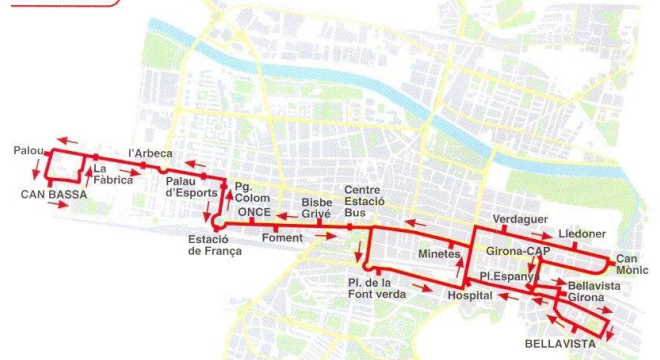 Palou
l'Arbeca
La
Fàbrica
CAN BASSA
Palau
d'Esports
Pg.
Colom
ONCE
Estació
de França
Foment
Bisbe
Grivé
Centre
Estació
Bus
Pl. de la
Font verda
Minetes
Hospital
Verdaguer
Lledoner
Girona-CAP
Pl.Espanya
Can
Mònic
Bellavista
Girona
BELLAVISTA